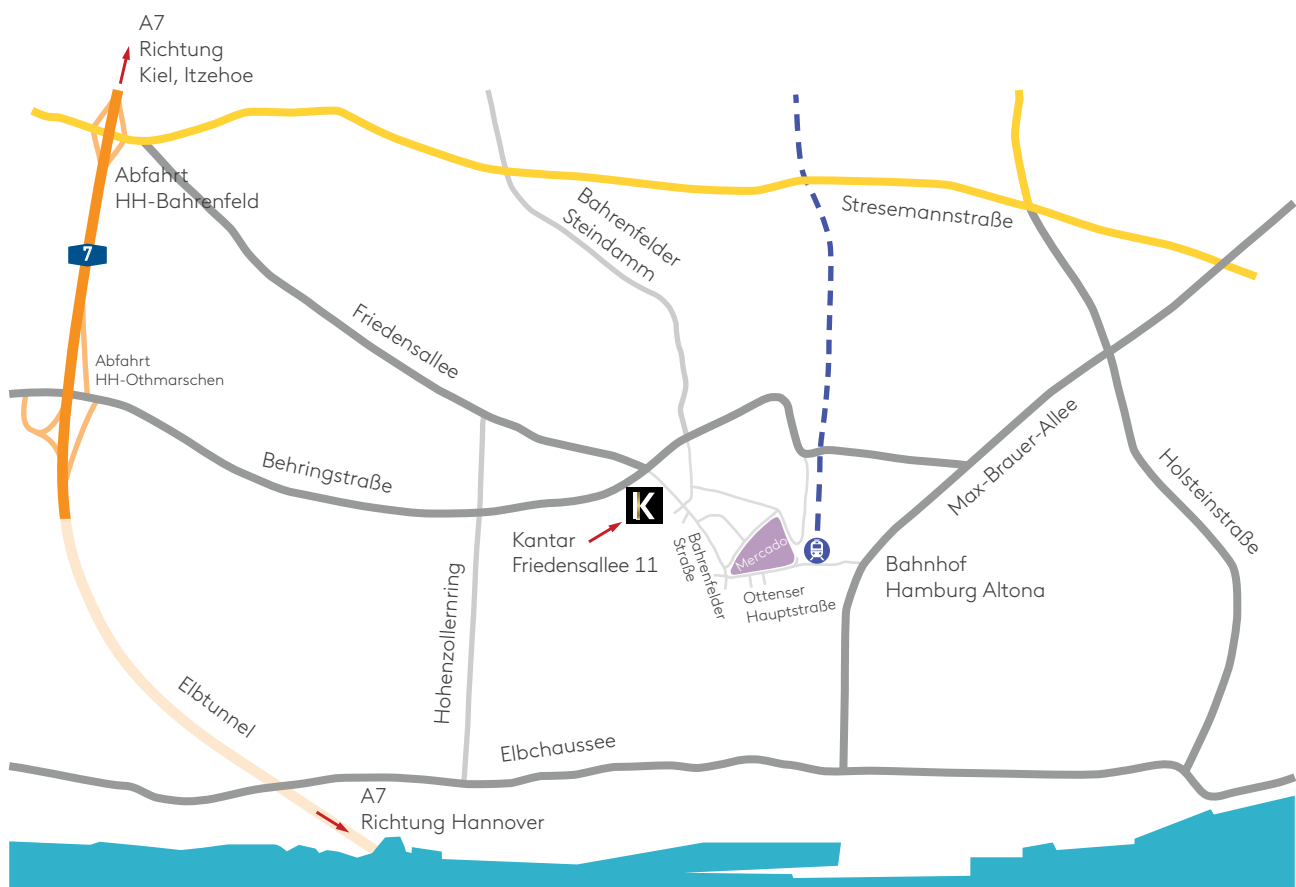 A7
Richtung
Kiel, Itzehoe
Abfahrt
HH-Bahrenfeld
Bahrenfelder
Steindamm
Stresemannstraße
7
Friedensallee
Abfahrt
HH-Othmarschen
Max-Brauer-Allee
Behringstraße
Holsteinstraße
K
Kantar
Friedensallee 11
Bahrenfelder
Straße
Mercado
Bahnhof
Hamburg Altona
Ottenser
Hauptstraße
Hohenzollernring
Elbtunnel
Elbchaussee
A7
Richtung Hannover